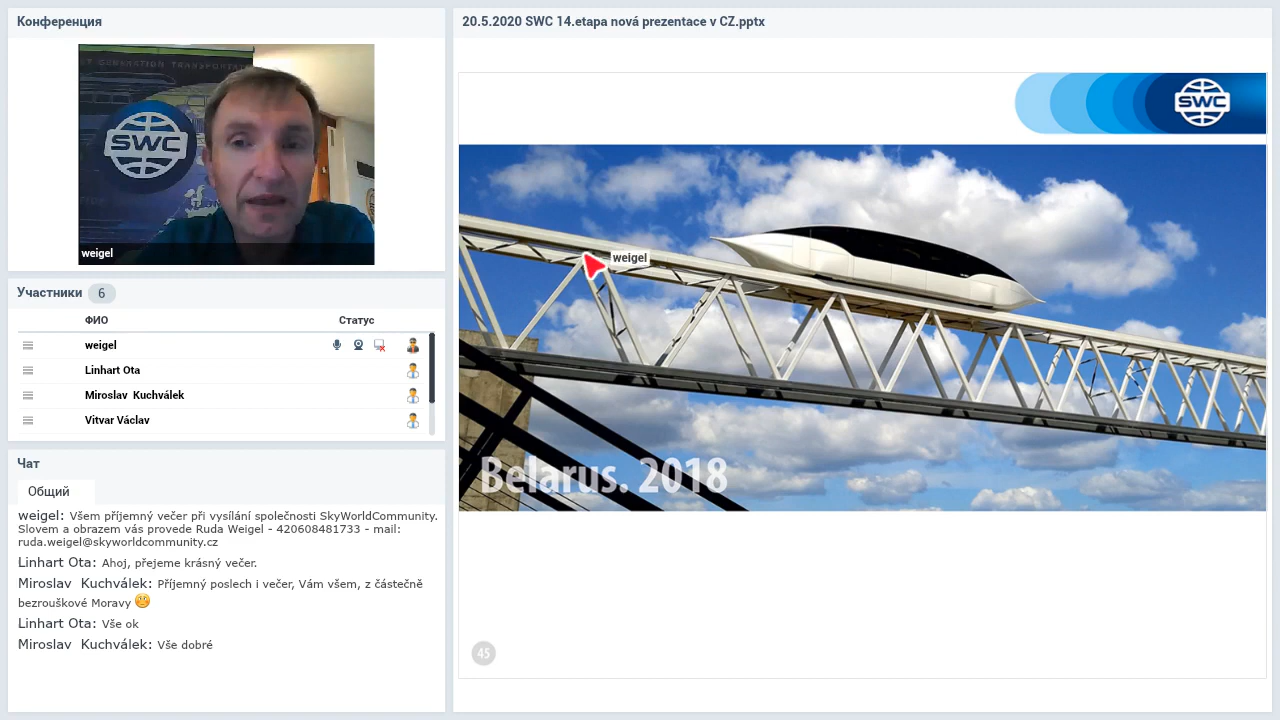 Конференция
SWC
weigel
Участники 6
ФИО Статус
weigel
Linhart Ota
Miroslav Kuchválek
Vitvar Václav
Чат
Общий
weigel: Všem příjemný večer při vysílání společnosti SkyWorldCommunity.
Slovem a obrazem vás provede Ruda Weigel - 420608481733 - mail:
ruda.weigel@skyworldcommunity.cz
Linhart Ota: Ahoj, přejeme krásný večer.
Miroslav Kuchválek: Příjemný poslech i večer, Vám všem, z částečně
bezrouškové Moravy
Linhart Ota: Vše ok
Miroslav Kuchválek: Vše dobré
20.5.2020 SWC 14.etapa nová prezentace v CZ.pptx
SWC
weigel
Belarus. 2018
45